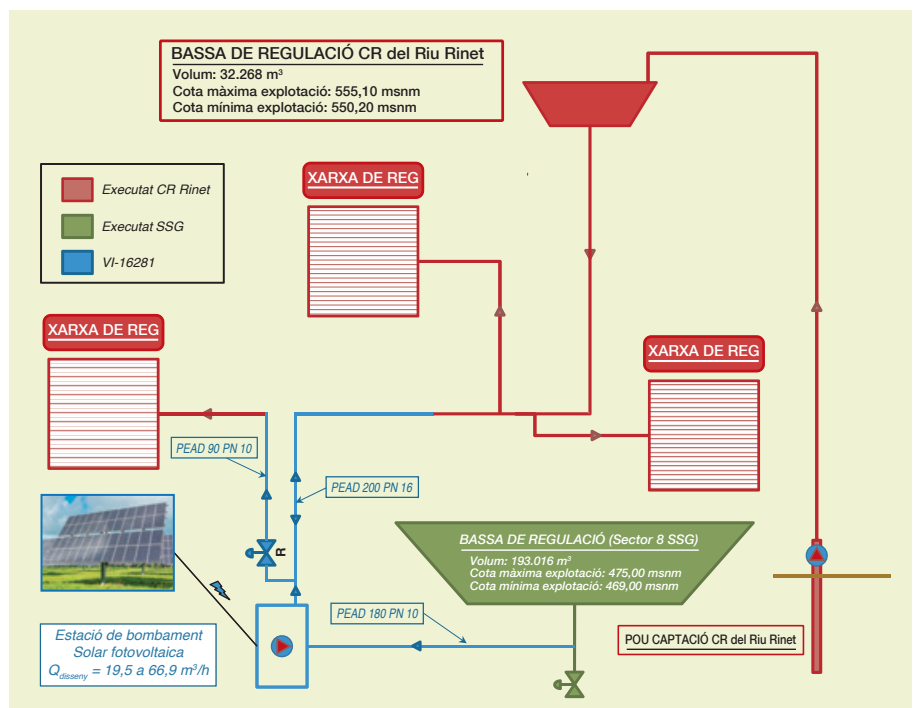 BASSA DE REGULACIÓ CR del Riu Rinet
Volum: 32.268 m³
Cota màxima explotació: 555,10 msnm
Cota mínima explotació: 550,20 msnm
Executat CR Rinet
Executat SSG
VI-16281
XARXA DE REG
XARXA DE REG
XARXA DE REG
PEAD 90 PN 10
PEAD 200 PN 16
R
BASSA DE REGULACIÓ (Sector 8 SSG)
Volum: 193.016 m³
Cota màxima explotació: 475,00 msnm
Cota mínima explotació: 469,00 msnm
PEAD 180 PN 10
Estació de bombament
Solar fotovoltaica
Qdisseny = 19,5 a 66,9 m³/h
POU CAPTACIÓ CR del Riu Rinet